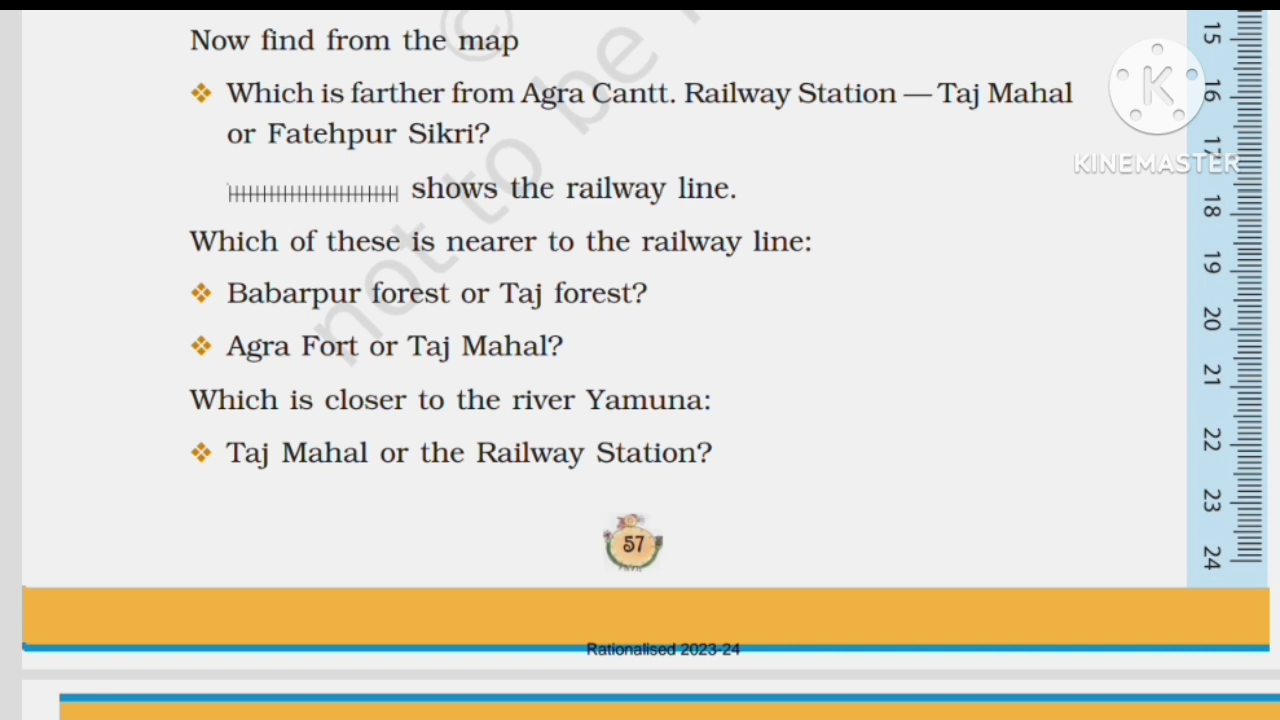 Now find from the map
❖ Which is farther from Agra Cantt. Railway Station — Taj Mahal
or Fatehpur Sikri?
shows the railway line.
Which of these is nearer to the railway line:
❖ Babarpur forest or Taj forest?
❖ Agra Fort or Taj Mahal?
Which is closer to the river Yamuna:
❖ Taj Mahal or the Railway Station?
57
Rationalised 2023-24
©
not to be
K
KINEMASTER
15
16
17
18
19
20
21
22
23
24